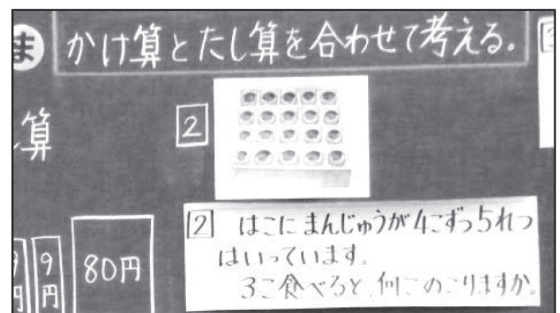 ま かけ算とたし算を合わせて考える。
算
2
9円 9円 80円
2 はこにまんじゅうが4こずつ5れつ
はいっています。
3こ食べると、何このこりますか。